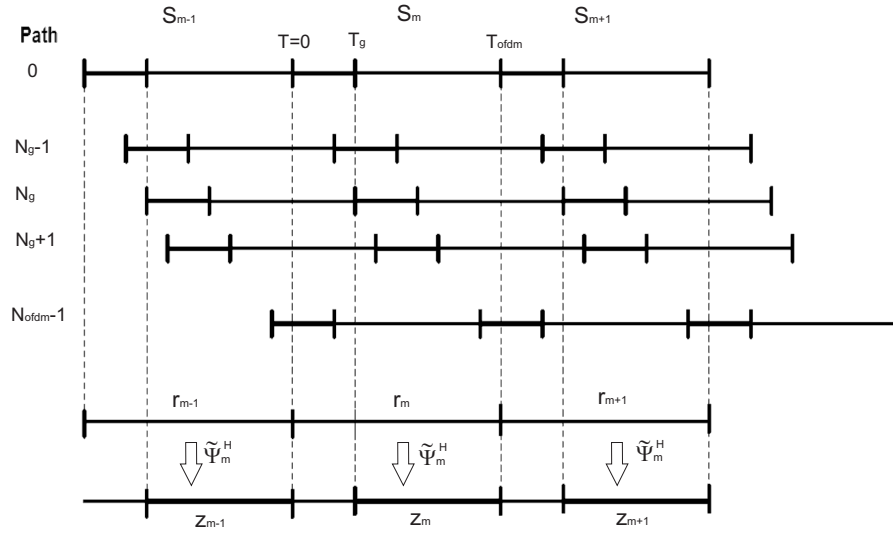 S_{m-1} S_m S_{m+1}
Path T=0 T_g T_{ofdm}
0
N_g-1
N_g
N_g+1
N_{ofdm}-1
r_{m-1} r_m r_{m+1}
Ψ̃_m^H Ψ̃_m^H Ψ̃_m^H
z_{m-1} z_m z_{m+1}